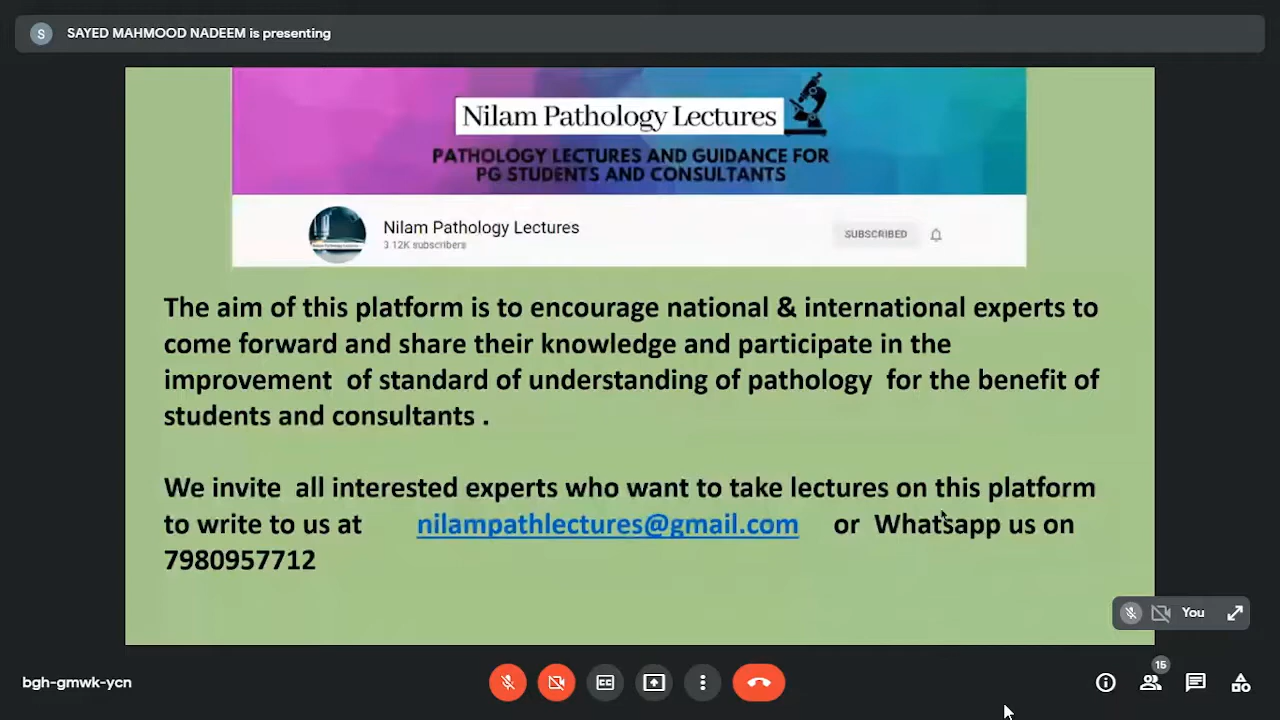 S
SAYED MAHMOOD NADEEM is presenting
Nilam Pathology Lectures
PATHOLOGY LECTURES AND GUIDANCE FOR
PG STUDENTS AND CONSULTANTS
Nilam Pathology Lectures
3.12K subscribers
SUBSCRIBED
The aim of this platform is to encourage national & international experts to
come forward and share their knowledge and participate in the
improvement of standard of understanding of pathology for the benefit of
students and consultants .
We invite all interested experts who want to take lectures on this platform
to write to us at nilampathlectures@gmail.com or Whatsapp us on
7980957712
You
bgh-gmwk-ycn
CC
15